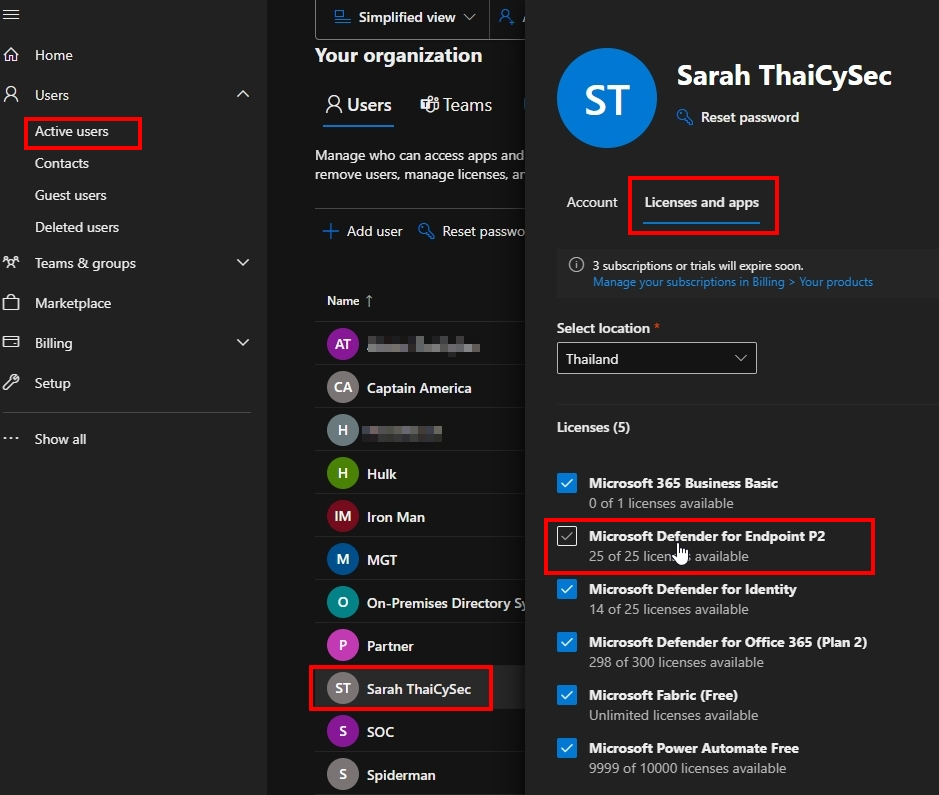 Home
Users
Active users
Contacts
Guest users
Deleted users
Teams & groups
Marketplace
Billing
Setup
Show all
Simplified view
Your organization
Users
Teams
Manage who can access apps and
remove users, manage licenses, an
Add user
Reset passwo
Name ↑
AT
CA Captain America
H
H Hulk
IM Iron Man
M MGT
O On-Premises Directory Sy
P Partner
ST Sarah ThaiCySec
S SOC
S Spiderman
ST
Sarah ThaiCySec
Reset password
Account
Licenses and apps
3 subscriptions or trials will expire soon.
Manage your subscriptions in Billing > Your products
Select location *
Thailand
Licenses (5)
Microsoft 365 Business Basic
0 of 1 licenses available
Microsoft Defender for Endpoint P2
25 of 25 licenses available
Microsoft Defender for Identity
14 of 25 licenses available
Microsoft Defender for Office 365 (Plan 2)
298 of 300 licenses available
Microsoft Fabric (Free)
Unlimited licenses available
Microsoft Power Automate Free
9999 of 10000 licenses available